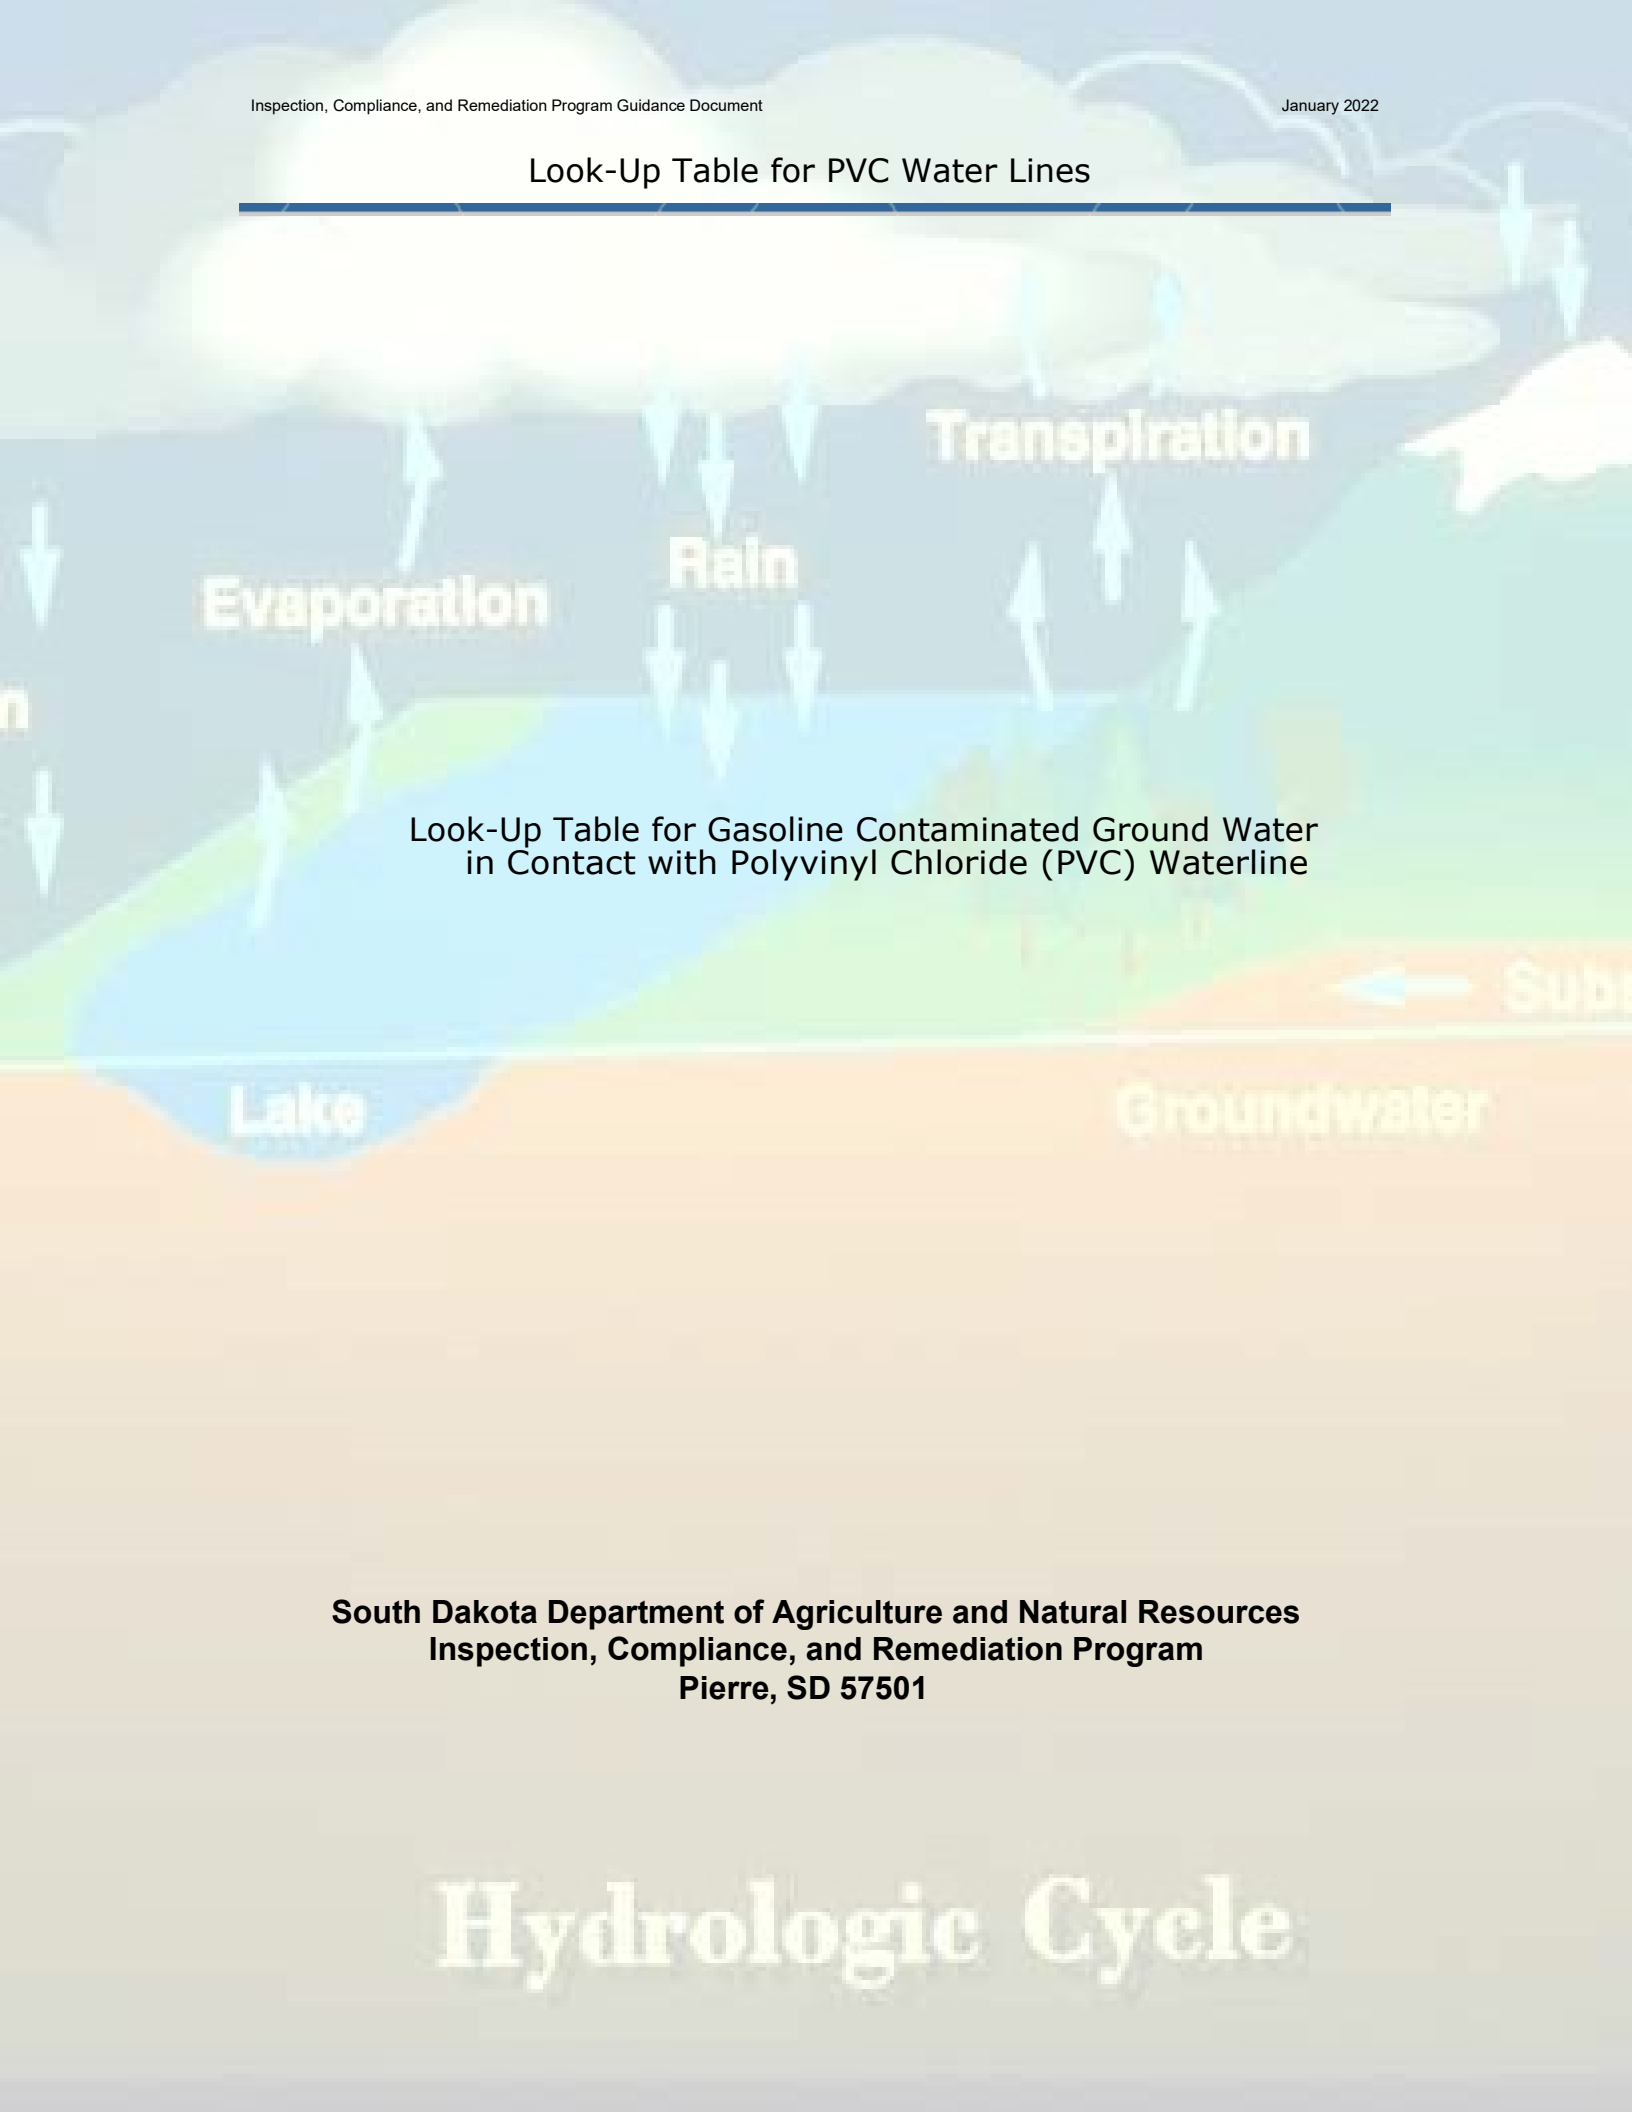 Inspection, Compliance, and Remediation Program Guidance Document January 2022
Look-Up Table for PVC Water Lines
Transpiration
Rain
Evaporation
n
Look-Up Table for Gasoline Contaminated Ground Water
in Contact with Polyvinyl Chloride (PVC) Waterline
Subs
Lake
Groundwater
South Dakota Department of Agriculture and Natural Resources
Inspection, Compliance, and Remediation Program
Pierre, SD 57501
Hydrologic Cycle